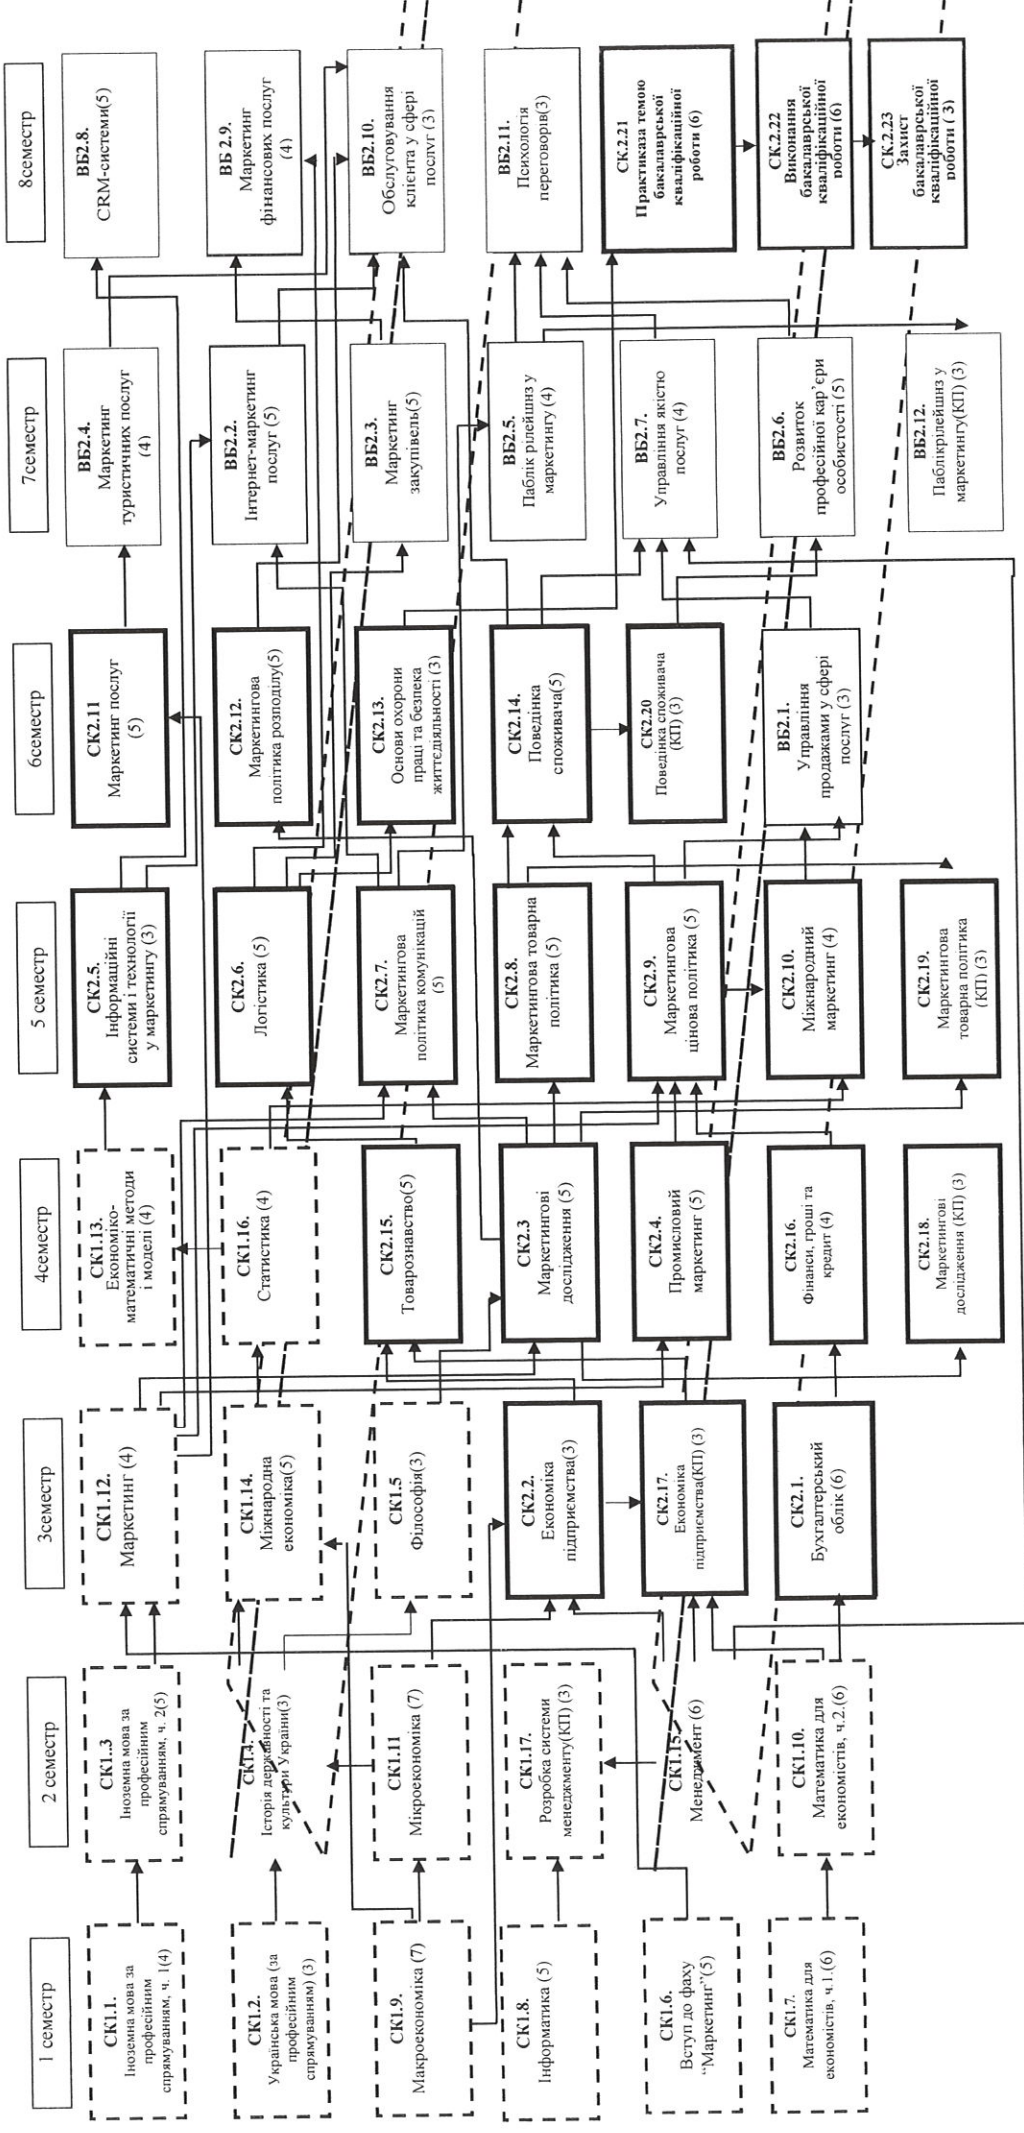 1 семестр
СК1.1.
Іноземна мова за
професійним
спрямуванням, ч. 1(4)
СК1.2.
Українська мова (за
професійним
спрямуванням) (3)
СК1.9.
Макроекономіка (7)
СК1.8.
Інформатика (5)
СК1.6.
Вступ до фаху
“Маркетинг”(5)
СК1.7.
Математика для
економістів, ч.1.(6)
2 семестр
СК1..3
Іноземна мова за
професійним
спрямуванням, ч. 2(5)
СК1.4.
Історія державності та
культури України(3)
СК1.11
Мікроекономіка (7)
СК1.17.
Розробка системи
менеджменту(КП) (3)
СК1.15.
Менеджмент (6)
СК1.10.
Математика для
економістів, ч.2.(6)
3семестр
СК1.12.
Маркетинг (4)
СК1.14.
Міжнародна
економіка(5)
СК1.5
Філософія(3)
СК2.2.
Економіка
підприємства(3)
СК2.17.
Економіка
підприємства(КП) (3)
СК2.1.
Бухгалтерський
облік (6)
4семестр
СК1.13.
Економіко-
математичні методи
і моделі (4)
СК1.16.
Статистика (4)
СК2.15.
Товарознавство(5)
СК2.3
Маркетингові
дослідження (5)
СК2.4.
Промисловий
маркетинг (5)
СК2.16.
Фінанси, гроші та
кредит (4)
СК2.18.
Маркетингові
дослідження (КП) (3)
5 семестр
СК2.5.
Інформаційні
системи і технології
у маркетингу (3)
СК2.6.
Логістика (5)
СК2.7.
Маркетингова
політика комунікацій
(5)
СК2.8.
Маркетингова товарна
політика (5)
СК2.9.
Маркетингова
цінова політика (5)
СК2.10.
Міжнародний
маркетинг (4)
СК2.19.
Маркетингова
товарна політика
(КП) (3)
6семестр
СК2.11
Маркетинг послуг
(5)
СК2.12.
Маркетингова
політика розподілу(5)
СК2.13.
Основи охорони
праці та безпека
життєдіяльності (3)
СК2.14.
Поведінка
споживача(5)
СК2.20
Поведінка споживача
(КП) (3)
ВБ2.1.
Управління
продажами у сфері
послуг (3)
7семестр
ВБ2.4.
Маркетинг
туристичних послуг
(4)
ВБ2.2.
Інтернет-маркетинг
послуг (5)
ВБ2.3.
Маркетинг
закупівель(5)
ВБ2.5.
Паблік рілейшнз у
маркетингу (4)
ВБ2.7.
Управління якістю
послуг (4)
ВБ2.6.
Розвиток
професійної кар’єри
особистості (5)
ВБ2.12.
Паблікрілейшнз у
маркетингу(КП) (3)
8семестр
ВБ2.8.
CRM-системи(5)
ВБ 2.9.
Маркетинг
фінансових послуг
(4)
ВБ2.10.
Обслуговування
клієнта у сфері
послуг (3)
ВБ2.11.
Психологія
переговорів(3)
СК.2.21
Практиказа темою
бакалаврської
кваліфікаційної
роботи (6)
СК.2.22
Виконання
бакалаврської
кваліфікаційної
роботи (6)
СК.2.23
Захист
бакалаврської
кваліфікаційної
роботи ( 3)